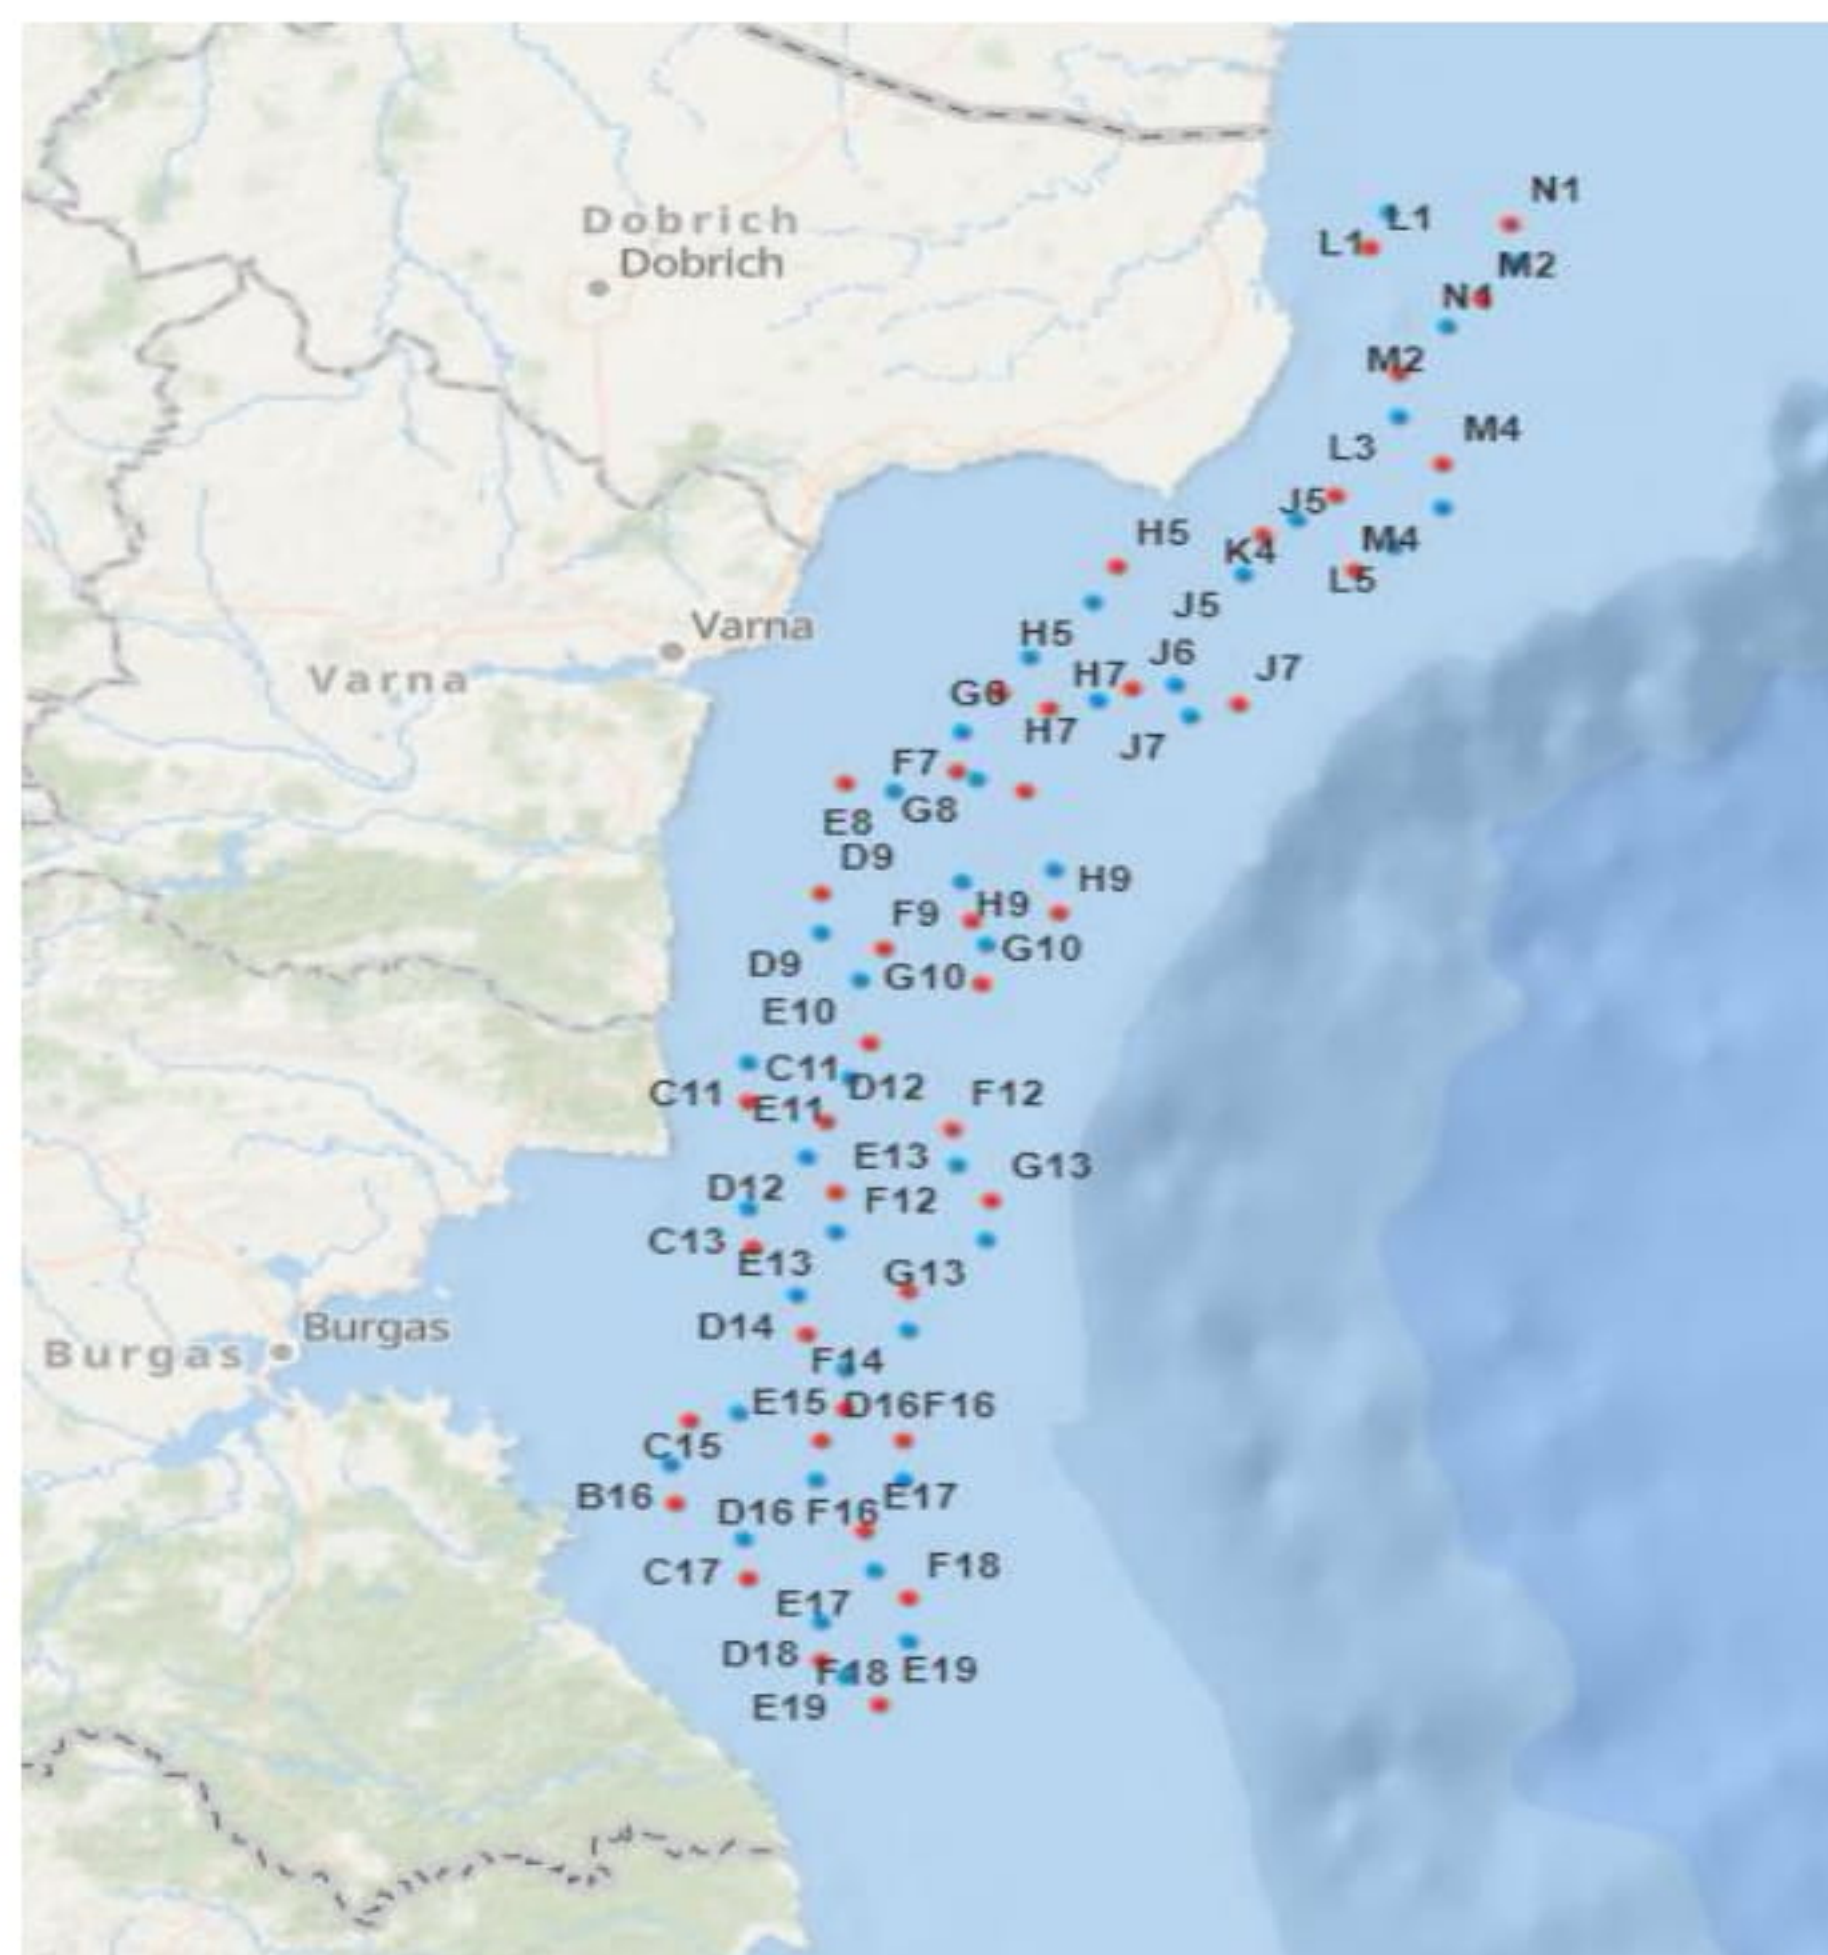 N1
Dobrich
L1
L1
Dobrich
M2
N1
M2
M4
L3
J5
H5
M4
K4
L5
J5
Varna
H5
J6
J7
H7
Varna
G6
H7
J7
F7
G8
E8
D9
H9
H9
F9
G10
D9
G10
E10
C11
D12
C11
F12
E11
E13
G13
D12
F12
C13
E13
G13
Burgas
D14
Burgas
F14
E15
D16
F16
C15
B16
E17
D16
F16
C17
F18
E17
D18
F18
E19
E19